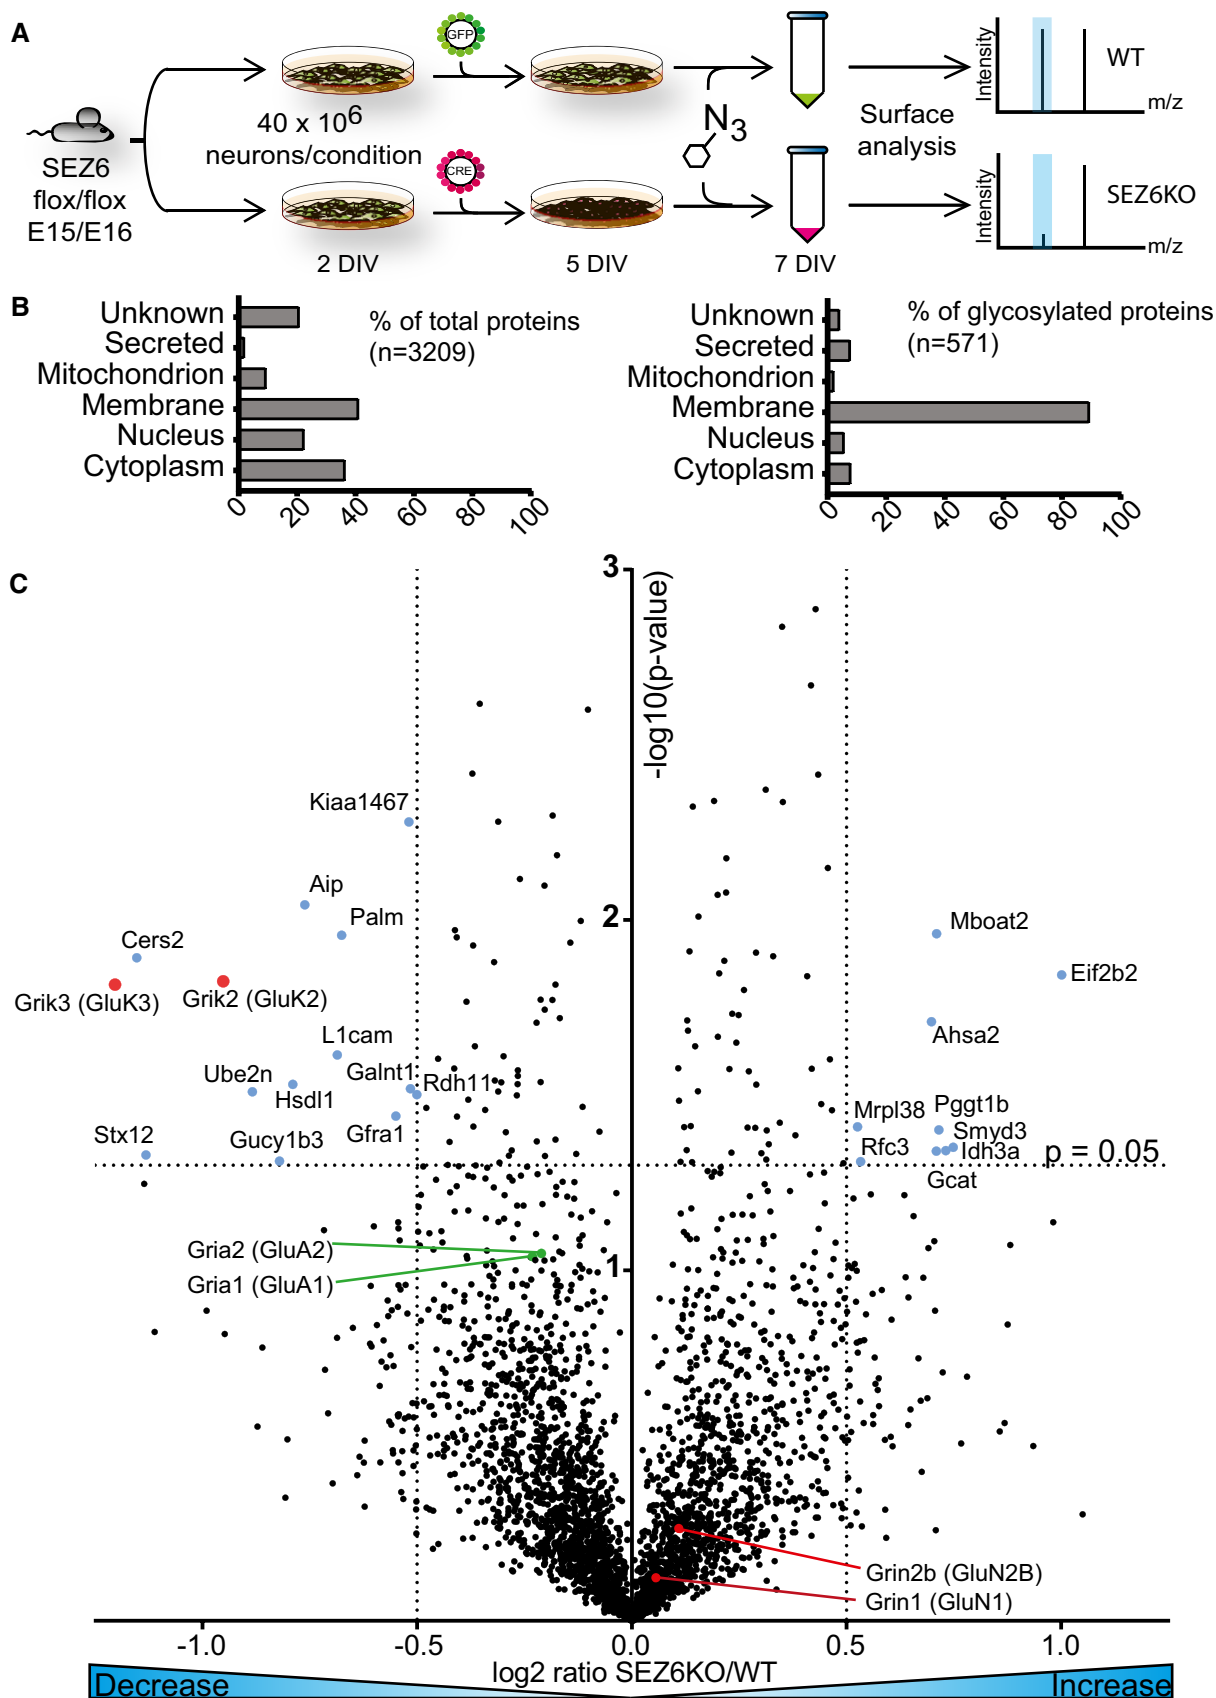 A
SEZ6
flox/flox
E15/E16
40 x 10⁶
neurons/condition
GFP
CRE
2 DIV
5 DIV
7 DIV
N₃
Surface
analysis
Intensity
m/z
WT
Intensity
m/z
SEZ6KO
B
Unknown
Secreted
Mitochondrion
Membrane
Nucleus
Cytoplasm
% of total proteins
(n=3209)
0 20 40 60 80 100
Unknown
Secreted
Mitochondrion
Membrane
Nucleus
Cytoplasm
% of glycosylated proteins
(n=571)
0 20 40 60 80 100
C
3
-log10(p-value)
Kiaa1467
Aip
Palm
2
Mboat2
Cers2
Eif2b2
Grik3 (GluK3)
Grik2 (GluK2)
L1cam
Ahsa2
Galnt1
Ube2n
Rdh11
Hsdl1
Mrpl38
Pggt1b
Stx12
Gucy1b3
Gfra1
Smyd3
Rfc3
Idh3a
p = 0.05
Gcat
Gria2 (GluA2)
Gria1 (GluA1)
1
Grin2b (GluN2B)
Grin1 (GluN1)
-1.0 -0.5 0.0 0.5 1.0
log2 ratio SEZ6KO/WT
Decrease
Increase